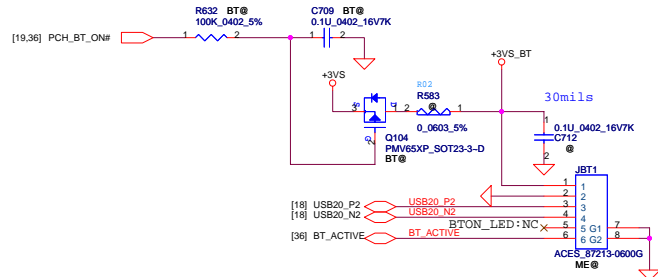 R632 BT@
100K_0402_5%
C709 BT@
0.1U_0402_16V7K
[19,36] PCH_BT_ON#
1 2
1 2
+3VS
+3VS_BT
R02
R583
@
3 1 2 1
0_0603_5%
30mils
Q104
PMV65XP_SOT23-3~D
BT@
2
1
0.1U_0402_16V7K
C712
2 @
JBT1
1 1
2 2
[18] USB20_P2 USB20_P2 3 3
[18] USB20_N2 USB20_N2 4 4
BTON_LED:NC 5 5 G1 7
[36] BT_ACTIVE BT_ACTIVE 6 6 G2 8
ACES_87213-0600G
ME@